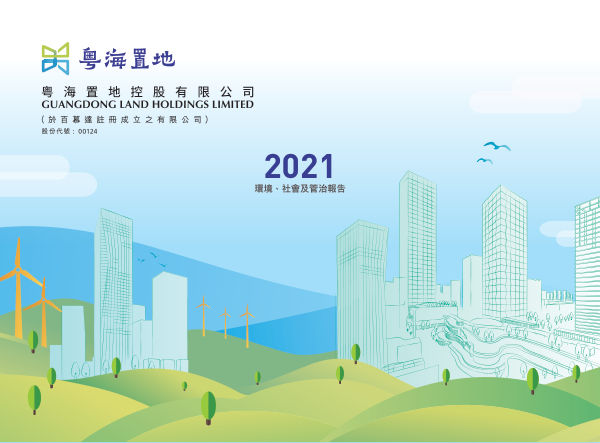 粤海置地
粤海置地控股有限公司
GUANGDONG LAND HOLDINGS LIMITED
（於百慕達註冊成立之有限公司）
股份代號：00124
2021
環境、社會及管治報告